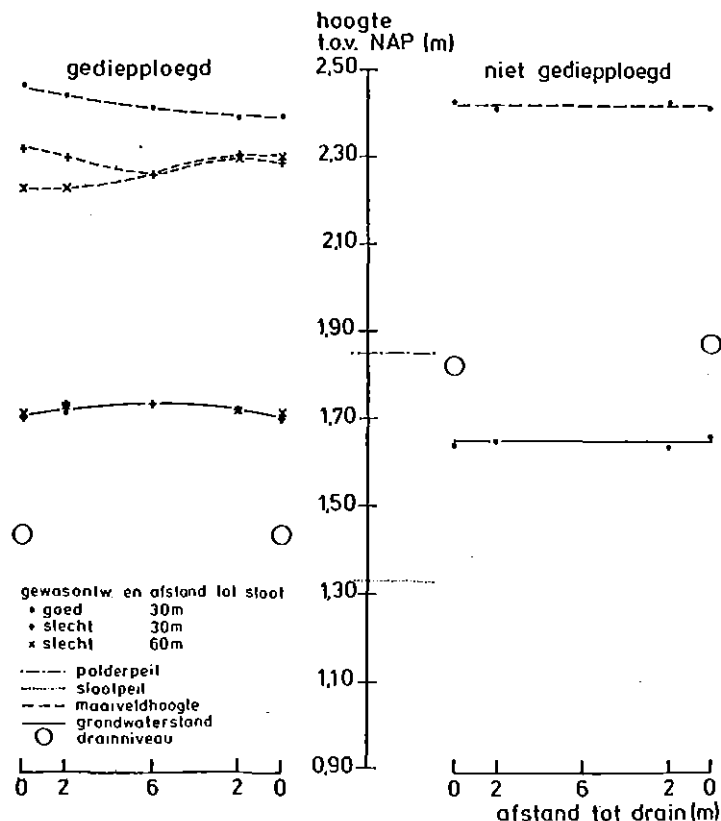 hoogte
t.o.v. NAP (m)
gediepploegd
niet gediepploegd
2,50
2,30
2,10
1,90
1,70
1,50
1,30
1,10
0,90
gewasontw. en afstand tot sloot
goed 30m
slecht 30m
slecht 60m
polderpeil
slootpeil
maaiveldhoogte
grondwaterstand
drainniveau
0 2 6 2 0
0 2 6 2 0
afstand tot drain (m)